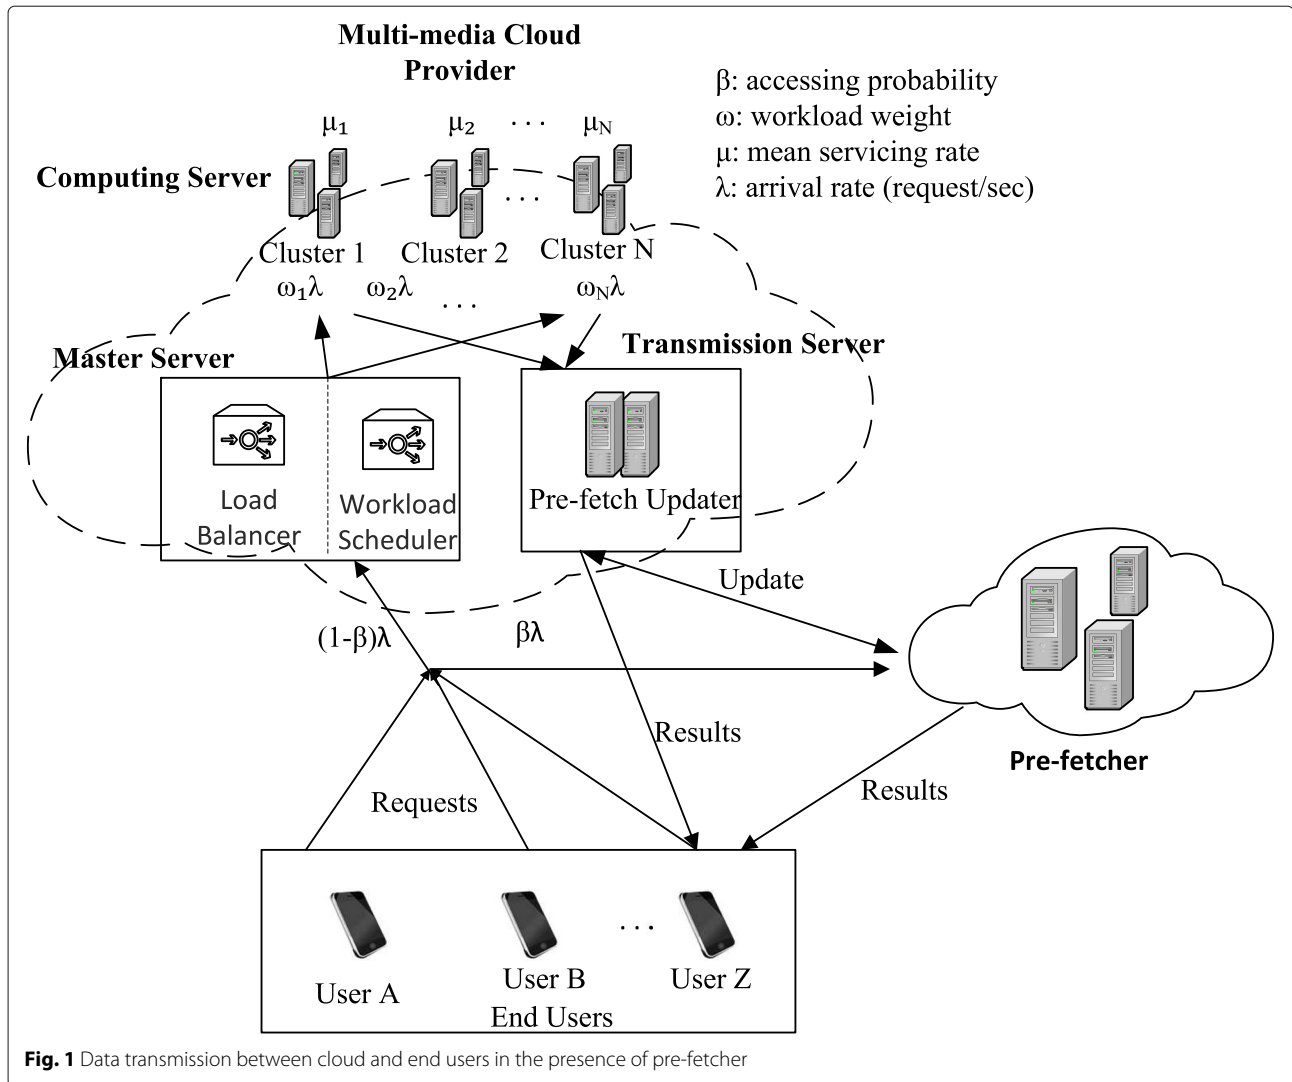 Multi-media Cloud
Provider
β: accessing probability
ω: workload weight
μ: mean servicing rate
λ: arrival rate (request/sec)
μ₁ μ₂ . . . μ_N
Computing Server
. . .
Cluster 1 Cluster 2 Cluster N
ω₁λ ω₂λ . . . ω_Nλ
Master Server
Transmission Server
Load
Balancer
Workload
Scheduler
Pre-fetch Updater
Update
(1-β)λ βλ
Results
Pre-fetcher
Results
Requests
. . .
User A User B User Z
End Users
Fig. 1 Data transmission between cloud and end users in the presence of pre-fetcher